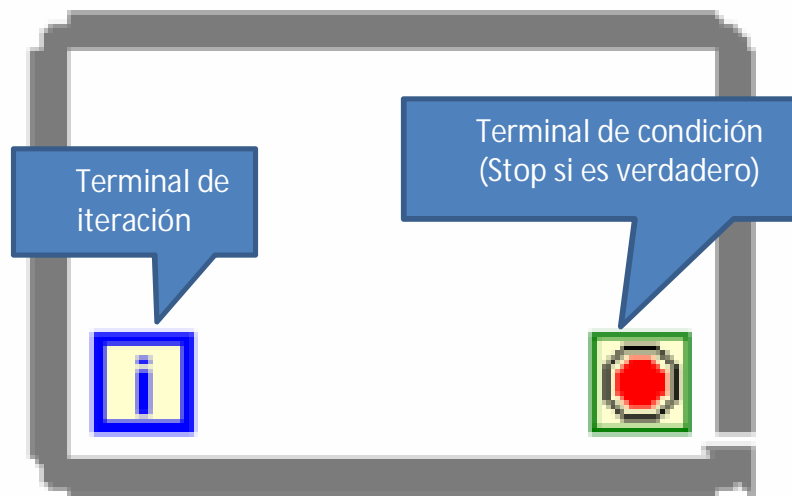 Terminal de condición
(Stop si es verdadero)
Terminal de
iteración
i